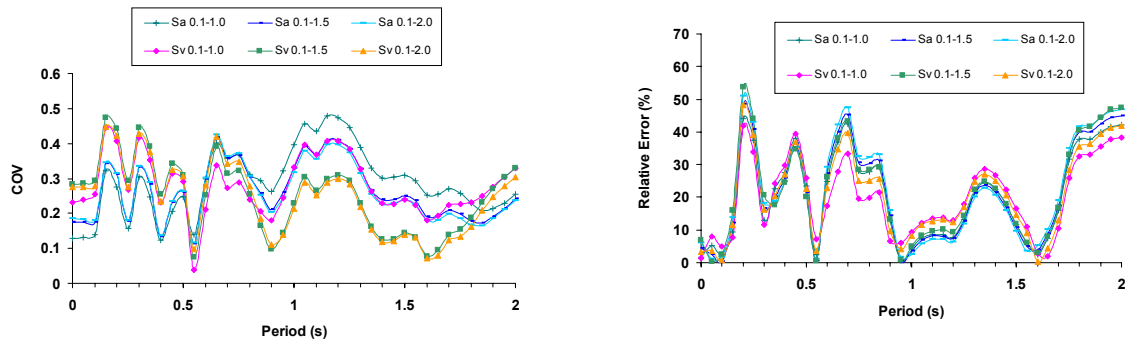 Sa 0.1-1.0 Sa 0.1-1.5 Sa 0.1-2.0
Sv 0.1-1.0 Sv 0.1-1.5 Sv 0.1-2.0
0.6
0.5
0.4
0.3
0.2
0.1
0
COV
0 0.5 1 1.5 2
Period (s)
Sa 0.1-1.0 Sa 0.1-1.5 Sa 0.1-2.0
Sv 0.1-1.0 Sv 0.1-1.5 Sv 0.1-2.0
70
60
50
40
30
20
10
0
Relative Error (%)
0 0.5 1 1.5 2
Period (s)